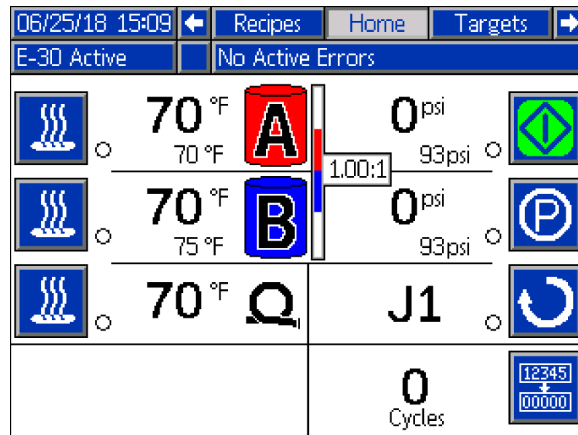 06/25/18 15:09 Recipes Home Targets
E-30 Active No Active Errors
70 °F A 0 psi
70 °F 93psi
1.00:1
70 °F B 0 psi
75 °F 93psi
P
70 °F J1
12345
00000
0
Cycles